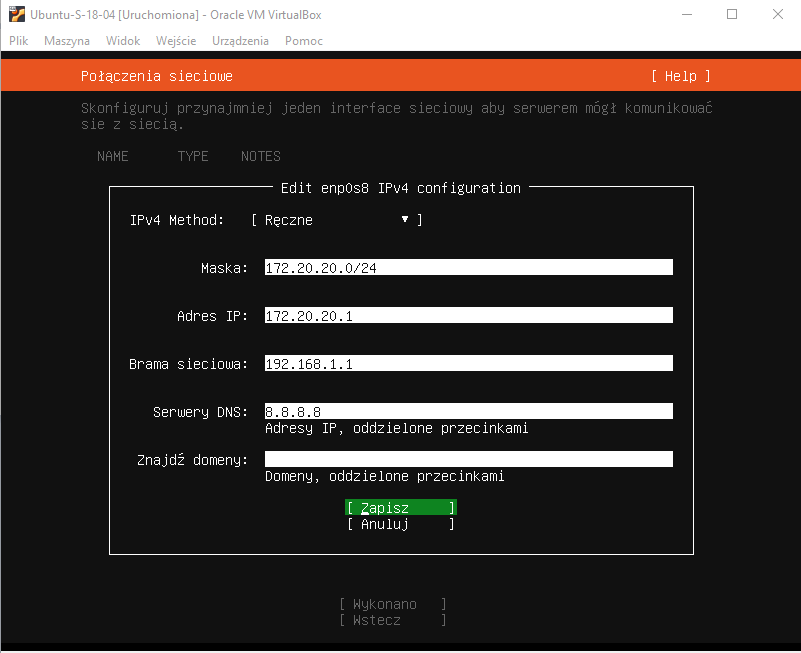 Ubuntu-S-18-04 [Uruchomiona] - Oracle VM VirtualBox
Plik Maszyna Widok Wejście Urządzenia Pomoc
Połączenia sieciowe [ Help ]
Skonfiguruj przynajmniej jeden interface sieciowy aby serwerem mógł komunikować
sie z siecią.
NAME TYPE NOTES
Edit enp0s8 IPv4 configuration
IPv4 Method: [ Ręczne ▼ ]
Maska: 172.20.20.0/24
Adres IP: 172.20.20.1
Brama sieciowa: 192.168.1.1
Serwery DNS: 8.8.8.8
Adresy IP, oddzielone przecinkami
Znajdź domeny:
Domeny, oddzielone przecinkami
[ Zapisz ]
[ Anuluj ]
[ Wykonano ]
[ Wstecz ]